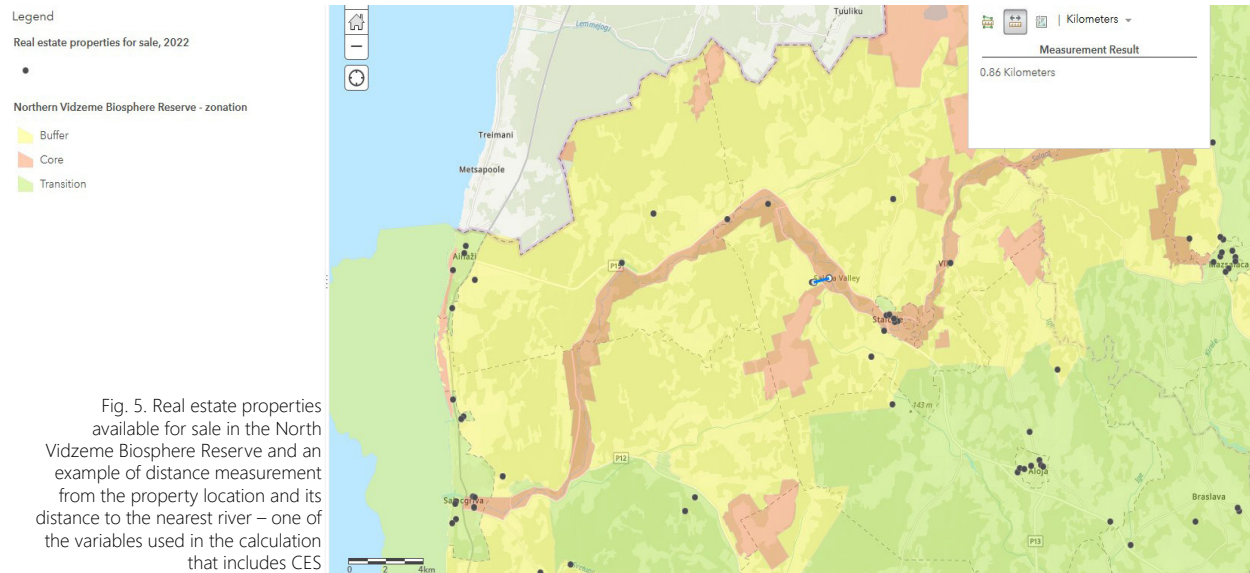 Legend
Real estate properties for sale, 2022
Northern Vidzeme Biosphere Reserve - zonation
Buffer
Core
Transition
Fig. 5. Real estate properties
available for sale in the North
Vidzeme Biosphere Reserve and an
example of distance measurement
from the property location and its
distance to the nearest river – one of
the variables used in the calculation
that includes CES
Kilometers
Measurement Result
0.86 Kilometers
Tuuliku
Lemmejogi
Treimani
Metsapoole
Ainaži
P15
Valley
Mazsalaca
143 m
P12
Aloja
Braslava
P13
0 2 4km